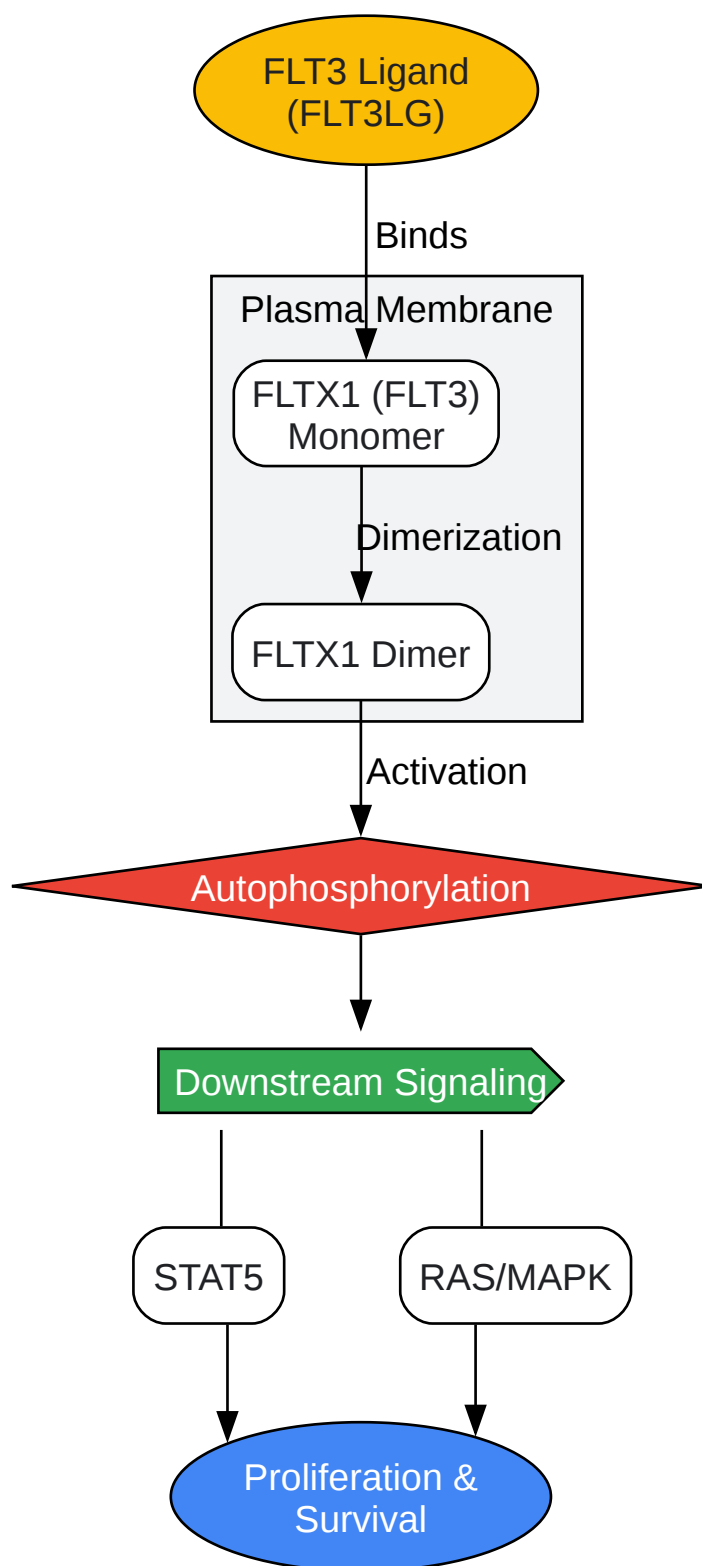 FLT3 Ligand
(FLT3LG)
Binds
Plasma Membrane
FLTX1 (FLT3)
Monomer
Dimerization
FLTX1 Dimer
Activation
Autophosphorylation
Downstream Signaling
STAT5
RAS/MAPK
Proliferation &
Survival